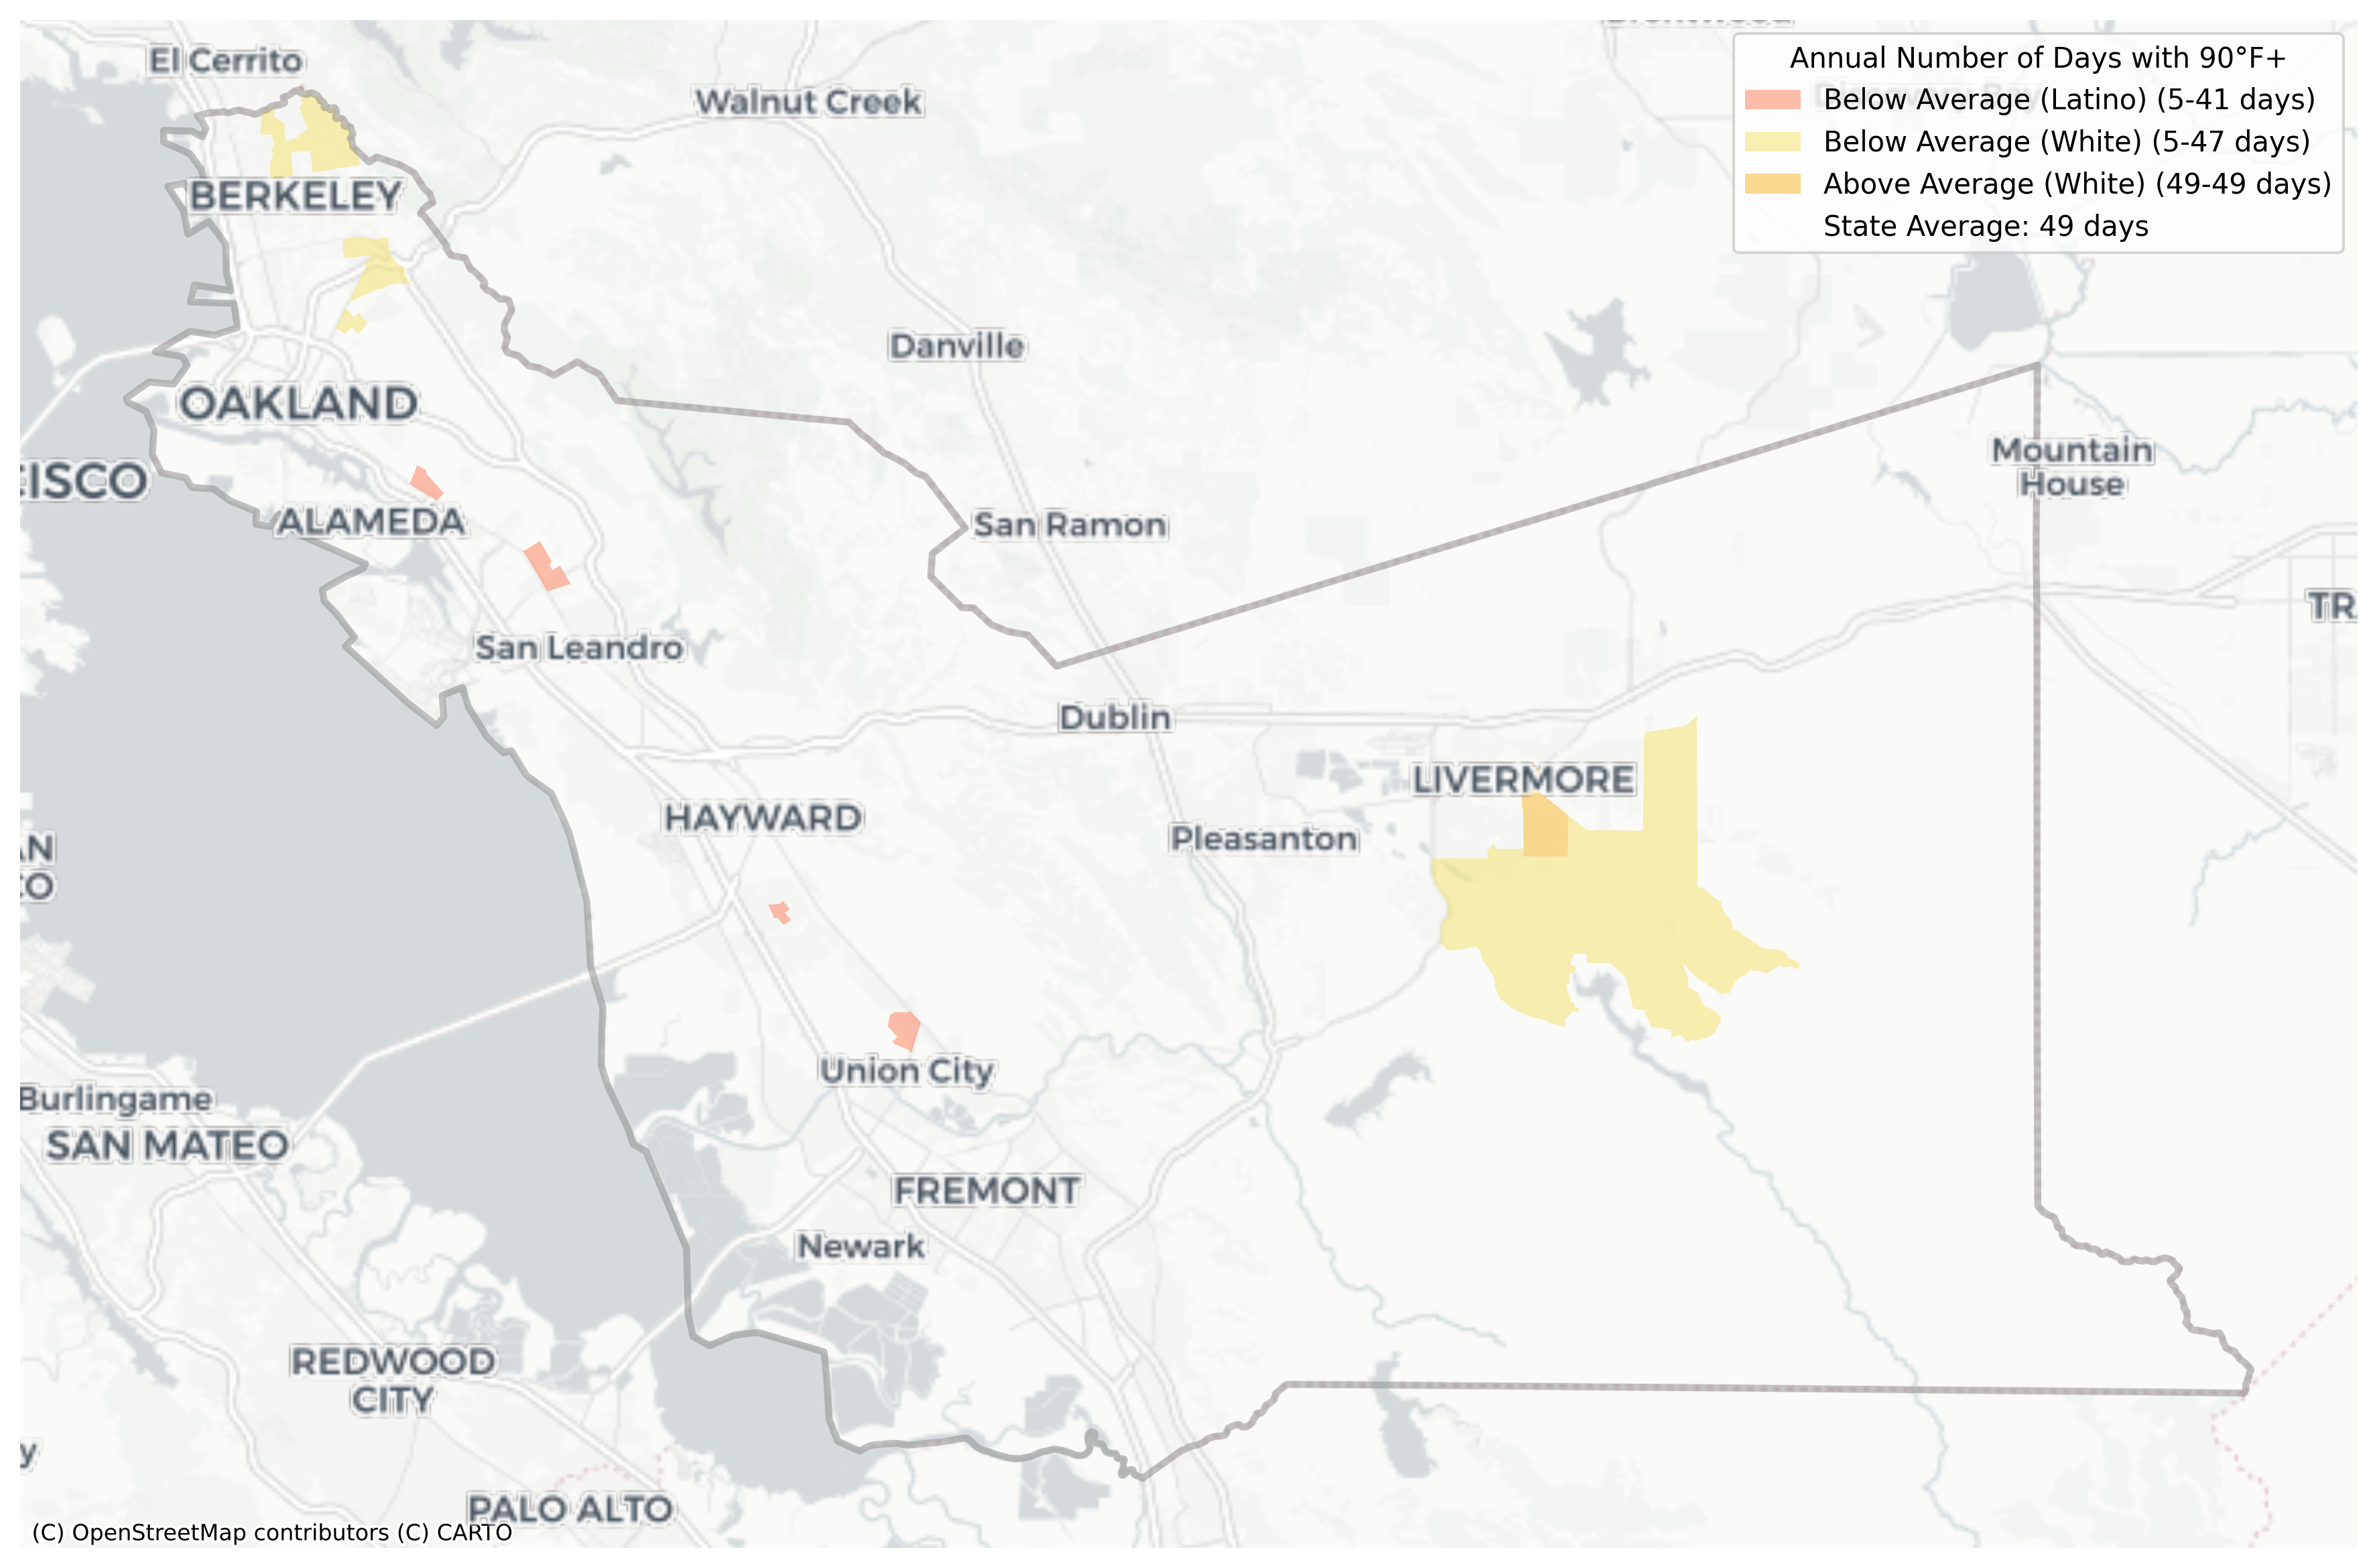 El Cerrito
Walnut Creek
BERKELEY
Annual Number of Days with 90°F+
Below Average (Latino) (5-41 days)
Below Average (White) (5-47 days)
Above Average (White) (49-49 days)
State Average: 49 days
Danville
OAKLAND
CISCO
Mountain
House
ALAMEDA
San Ramon
TR
San Leandro
Dublin
LIVERMORE
HAYWARD
Pleasanton
AN
CO
Union City
Burlingame
SAN MATEO
FREMONT
Newark
REDWOOD
CITY
y
PALO ALTO
(C) OpenStreetMap contributors (C) CARTO